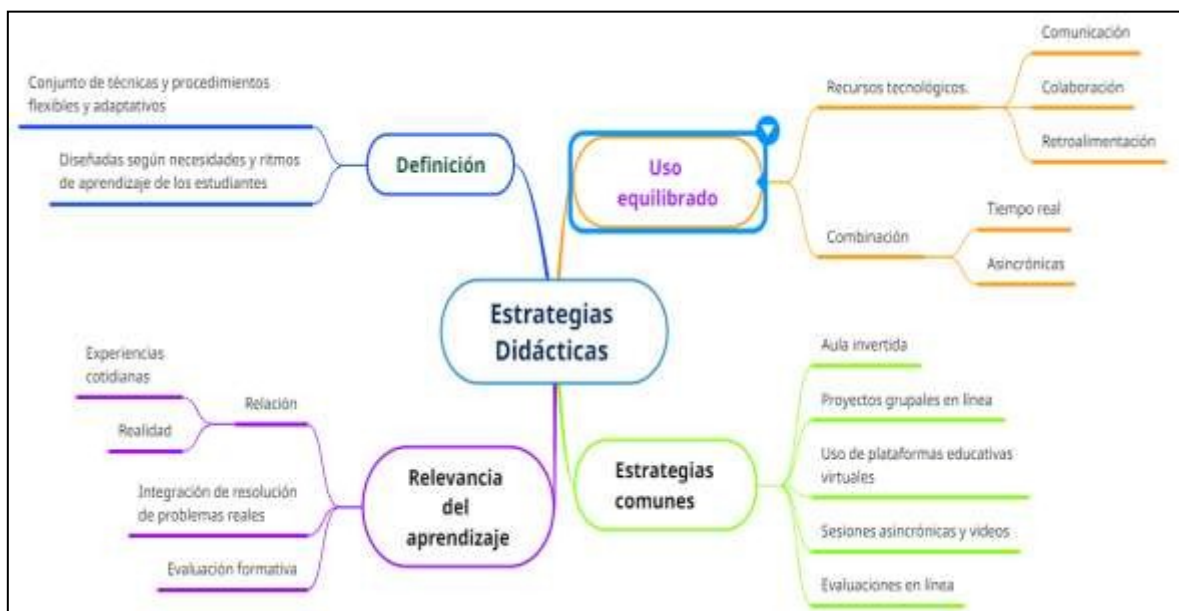 Estrategias
Didácticas
Definición
Conjunto de técnicas y procedimientos
flexibles y adaptativos
Diseñadas según necesidades y ritmos
de aprendizaje de los estudiantes
Uso
equilibrado
Recursos tecnológicos.
Comunicación
Colaboración
Retroalimentación
Combinación
Tiempo real
Asincrónicas
Relevancia
del
aprendizaje
Relación
Experiencias
cotidianas
Realidad
Integración de resolución
de problemas reales
Evaluación formativa
Estrategias
comunes
Aula invertida
Proyectos grupales en línea
Uso de plataformas educativas
virtuales
Sesiones asincrónicas y videos
Evaluaciones en línea